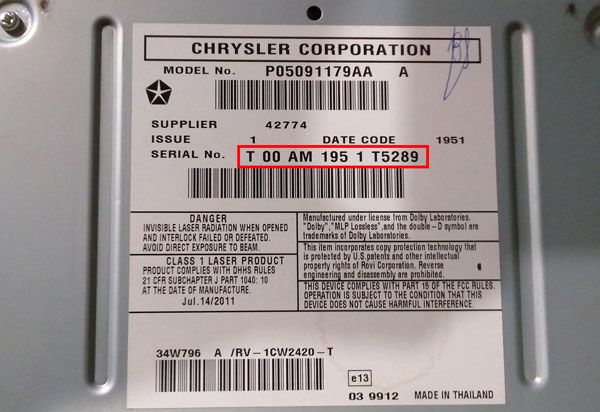 CHRYSLER CORPORATION
MODEL No. P05091179AA A
SUPPLIER 42774
ISSUE 1 DATE CODE 1951
SERIAL No. T 00 AM 195 1 T5289
DANGER
INVISIBLE LASER RADIATION WHEN OPENED
AND INTERLOCK FAILED OR DEFEATED.
AVOID DIRECT EXPOSURE TO BEAM.
CLASS 1 LASER PRODUCT
PRODUCT COMPLIES WITH DHHS RULES
21 CFR SUBCHAPTER J PART 1040: 10
AT THE DATE OF MANUFACTURE.
Jul.14/2011
Manufactured under license from Dolby Laboratories.
"Dolby","MLP Lossless",and the double-D symbol are
trademarks of Dolby Laboratories.
This item incorporates copy protection technology that
is protected by U.S.patents and other intellectual
property rights of Rovi Corporation. Reverse
engineering and disassembly are prohibited.
THIS DEVICE COMPLIES WITH PART 15 OF THE FCC RULES.
OPERATION IS SUBJECT TO THE CONDITION THAT THIS
DEVICE DOES NOT CAUSE HARMFUL INTERFERENCE.
34W796 A /RV-1CW2420-T
e13
03 9912 MADE IN THAILAND